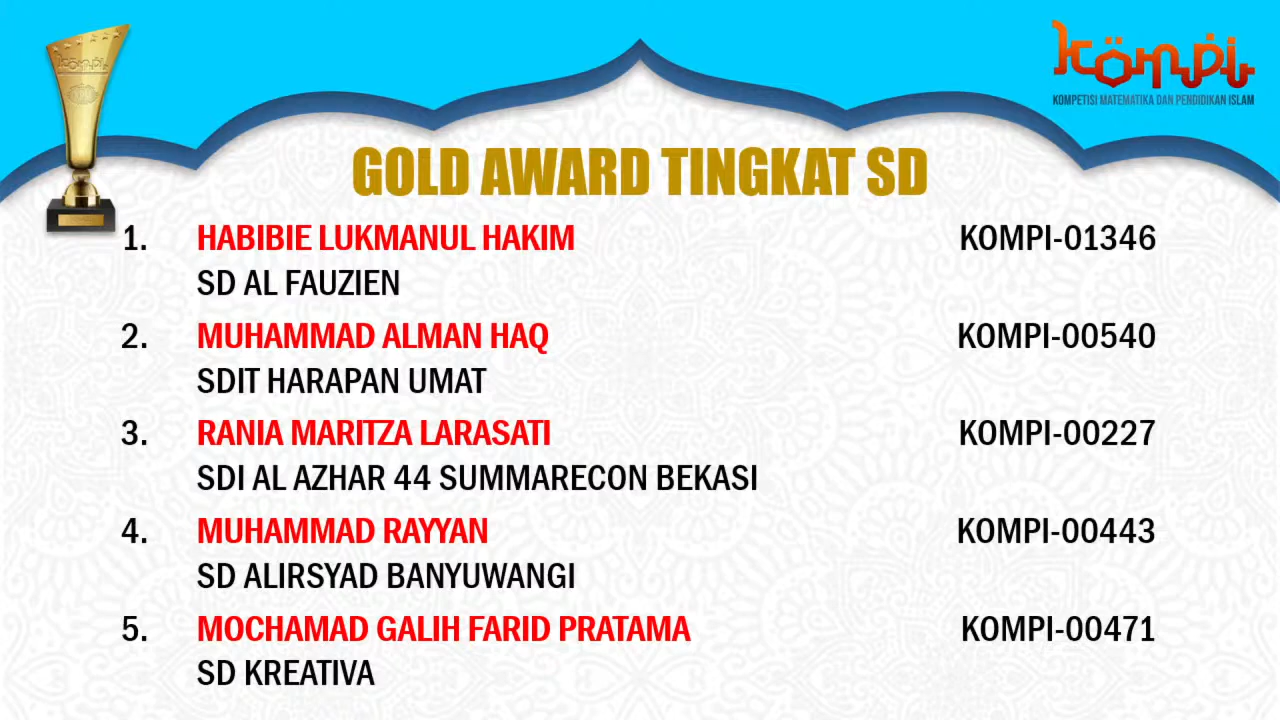 kömpi
KOMPETISI MATEMATIKA DAN PENDIDIKAN ISLAM
GOLD AWARD TINGKAT SD
1. HABIBIE LUKMANUL HAKIM KOMPI-01346
SD AL FAUZIEN
2. MUHAMMAD ALMAN HAQ KOMPI-00540
SDIT HARAPAN UMAT
3. RANIA MARITZA LARASATI KOMPI-00227
SDI AL AZHAR 44 SUMMARECON BEKASI
4. MUHAMMAD RAYYAN KOMPI-00443
SD ALIRSYAD BANYUWANGI
5. MOCHAMAD GALIH FARID PRATAMA KOMPI-00471
SD KREATIVA